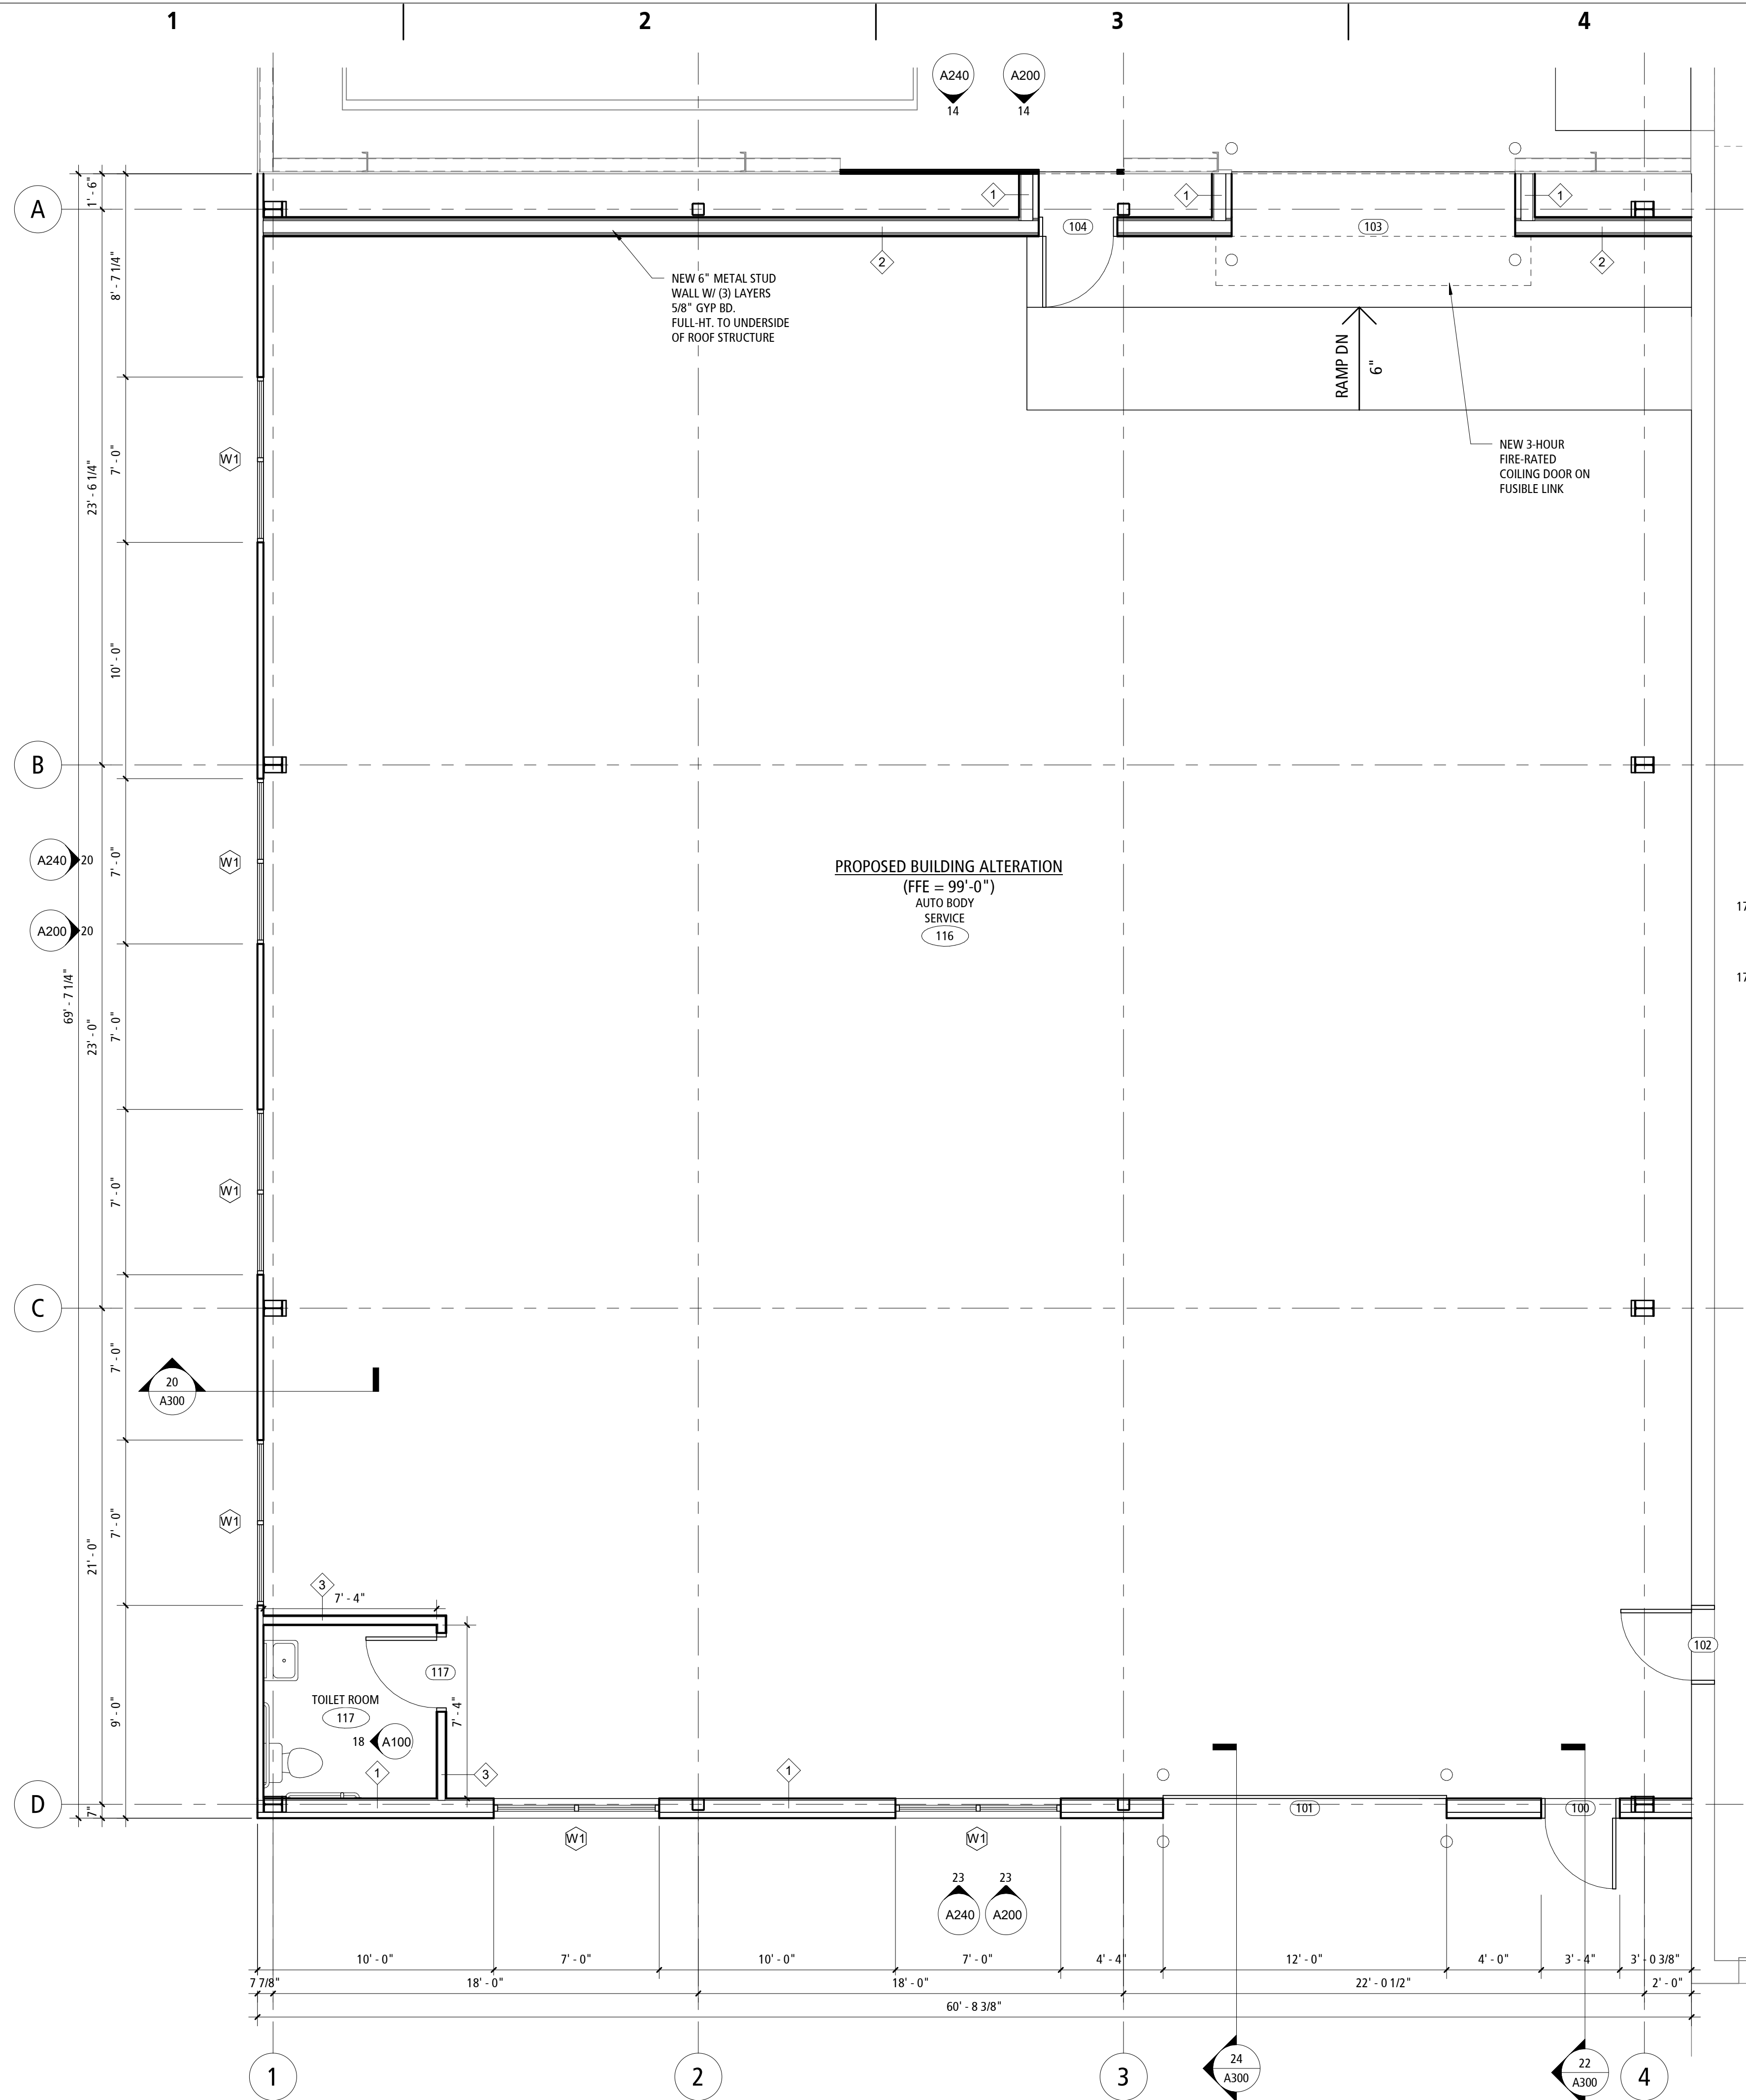 1
2
3
4
A240
14
A200
14
A
1' - 6"
8' - 7 1/4"
1
1
1
104
103
2
2
NEW 6" METAL STUD
WALL W/ (3) LAYERS
5/8" GYP BD.
FULL-HT. TO UNDERSIDE
OF ROOF STRUCTURE
RAMP DN
6"
NEW 3-HOUR
FIRE-RATED
COILING DOOR ON
FUSIBLE LINK
W1
7' - 0"
23' - 6 1/4"
10' - 0"
B
A240
20
7' - 0"
W1
A200
20
PROPOSED BUILDING ALTERATION
(FFE = 99'-0")
AUTO BODY
SERVICE
116
17
17
69' - 7 1/4"
23' - 0"
7' - 0"
7' - 0"
W1
C
7' - 0"
20
A300
7' - 0"
W1
21' - 0"
3
7' - 4"
117
102
TOILET ROOM
117
7' - 4"
9' - 0"
18
A100
1
3
1
D
7"
101
100
W1
W1
23
23
A240
A200
10' - 0"
7' - 0"
10' - 0"
7' - 0"
4' - 4"
12' - 0"
4' - 0"
3' - 4"
3' - 0 3/8"
7 7/8"
18' - 0"
18' - 0"
22' - 0 1/2"
2' - 0"
60' - 8 3/8"
1
2
3
24
A300
22
A300
4